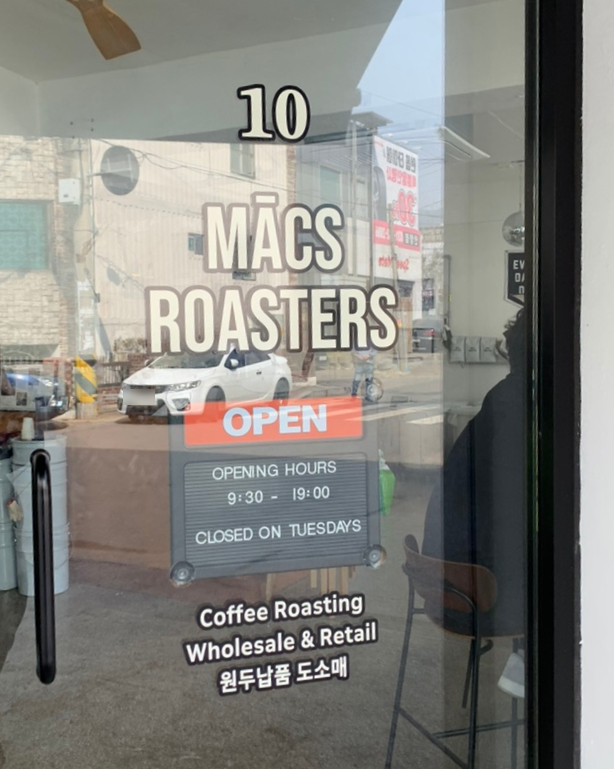 10
MĀCS
ROASTERS
OPEN
OPENING HOURS
9:30 - 19:00
CLOSED ON TUESDAYS
Coffee Roasting
Wholesale & Retail
원두납품 도소매